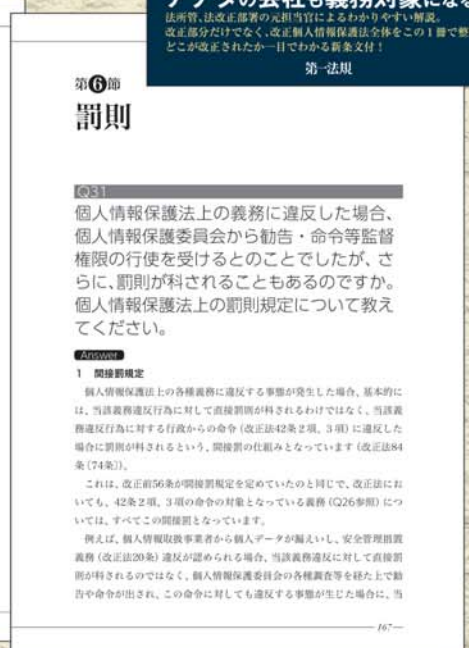 アナタの会社も義務対象にな
法所管、法改正部署の元担当官によるわかりやすい解説。
改正部分だけでなく、改正個人情報保護法全体をこの1冊で整
どこが改正されたか一目でわかる新条文付!
第一法規
第6節
罰則
Q31
個人情報保護法上の義務に違反した場合、
個人情報保護委員会から勧告・命令等監督
権限の行使を受けるとのことでしたが、さ
らに、罰則が科されることもあるのですか。
個人情報保護法上の罰則規定について教え
てください。
Answer
1 間接罰規定
個人情報保護法上の各種義務に違反する事態が発生した場合、基本的に
は、当該義務違反行為に対して直接罰則が科されるわけではなく、当該義
務違反行為に対する行政からの命令(改正法42条2項、3項)に違反した
場合に罰則が科されるという、間接罰の仕組みとなっています(改正法84
条〔74条〕)。
これは、改正前56条が間接罰規定を定めていたのと同じで、改正法にお
いても、42条2項、3項の命令の対象となっている義務(Q26参照)につ
いては、すべてこの間接罰となっています。
例えば、個人情報取扱事業者から個人データが漏えいし、安全管理措置
義務(改正法20条)違反が認められる場合、当該義務違反に対して直接罰
則が科されるのではなく、個人情報保護委員会の各種調査等を経た上で勧
告や命令が出され、この命令に対しても違反する事態が生じた場合に、当
167